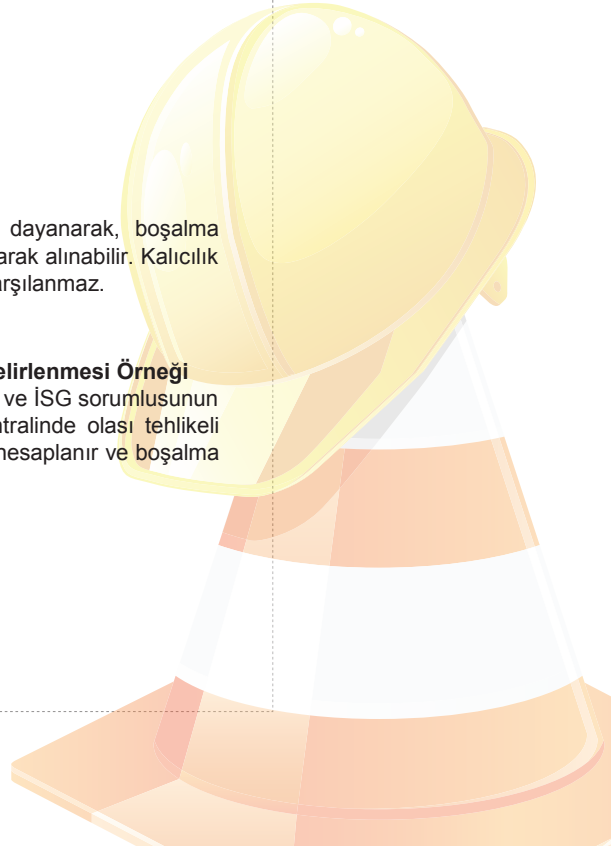 dayanarak, boşalma
arak alınabilir. Kalıcılık
arşılanmaz.
elirlenmesi Örneği
ve İSG sorumlusunun
ntralinde olası tehlikeli
hesaplanır ve boşalma